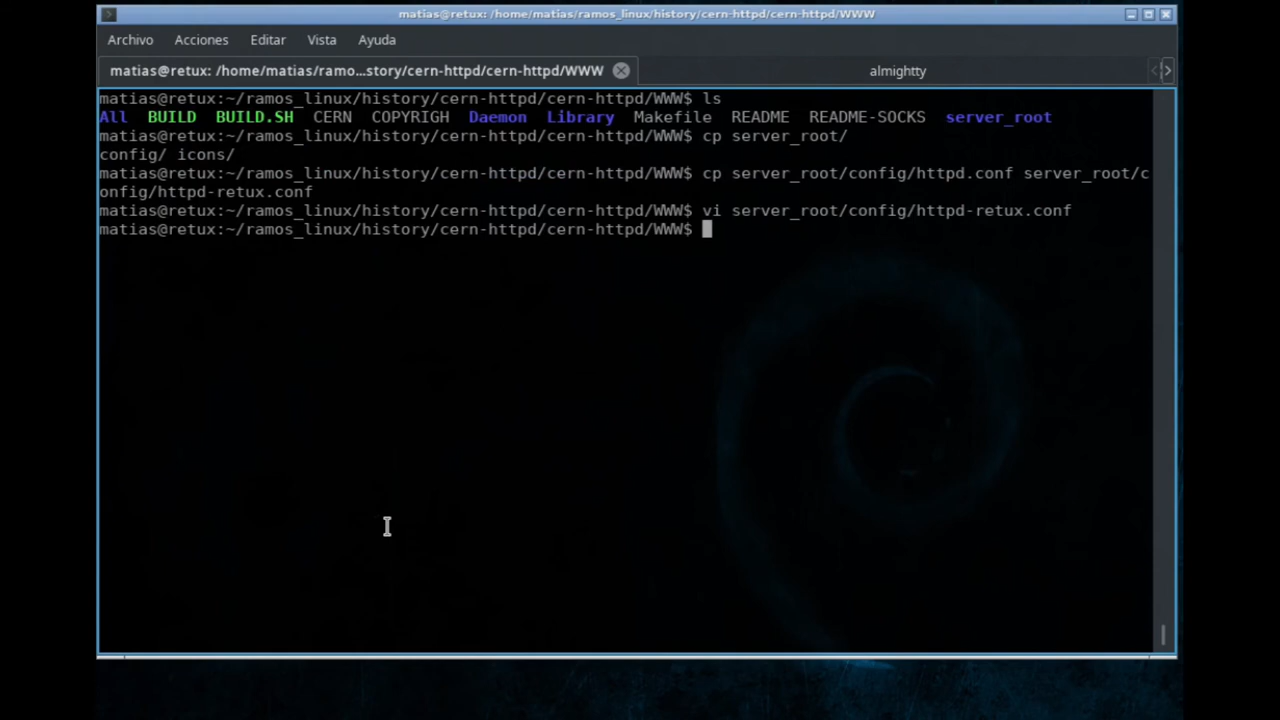 matias@retux: /home/matias/ramos_linux/history/cern-httpd/cern-httpd/WWW
Archivo Acciones Editar Vista Ayuda
matias@retux: /home/matias/ramo...story/cern-httpd/cern-httpd/WWW almightty
matias@retux:~/ramos_linux/history/cern-httpd/cern-httpd/WWW$ ls
All BUILD BUILD.SH CERN COPYRIGH Daemon Library Makefile README README-SOCKS server_root
matias@retux:~/ramos_linux/history/cern-httpd/cern-httpd/WWW$ cp server_root/
config/ icons/
matias@retux:~/ramos_linux/history/cern-httpd/cern-httpd/WWW$ cp server_root/config/httpd.conf server_root/c
onfig/httpd-retux.conf
matias@retux:~/ramos_linux/history/cern-httpd/cern-httpd/WWW$ vi server_root/config/httpd-retux.conf
matias@retux:~/ramos_linux/history/cern-httpd/cern-httpd/WWW$